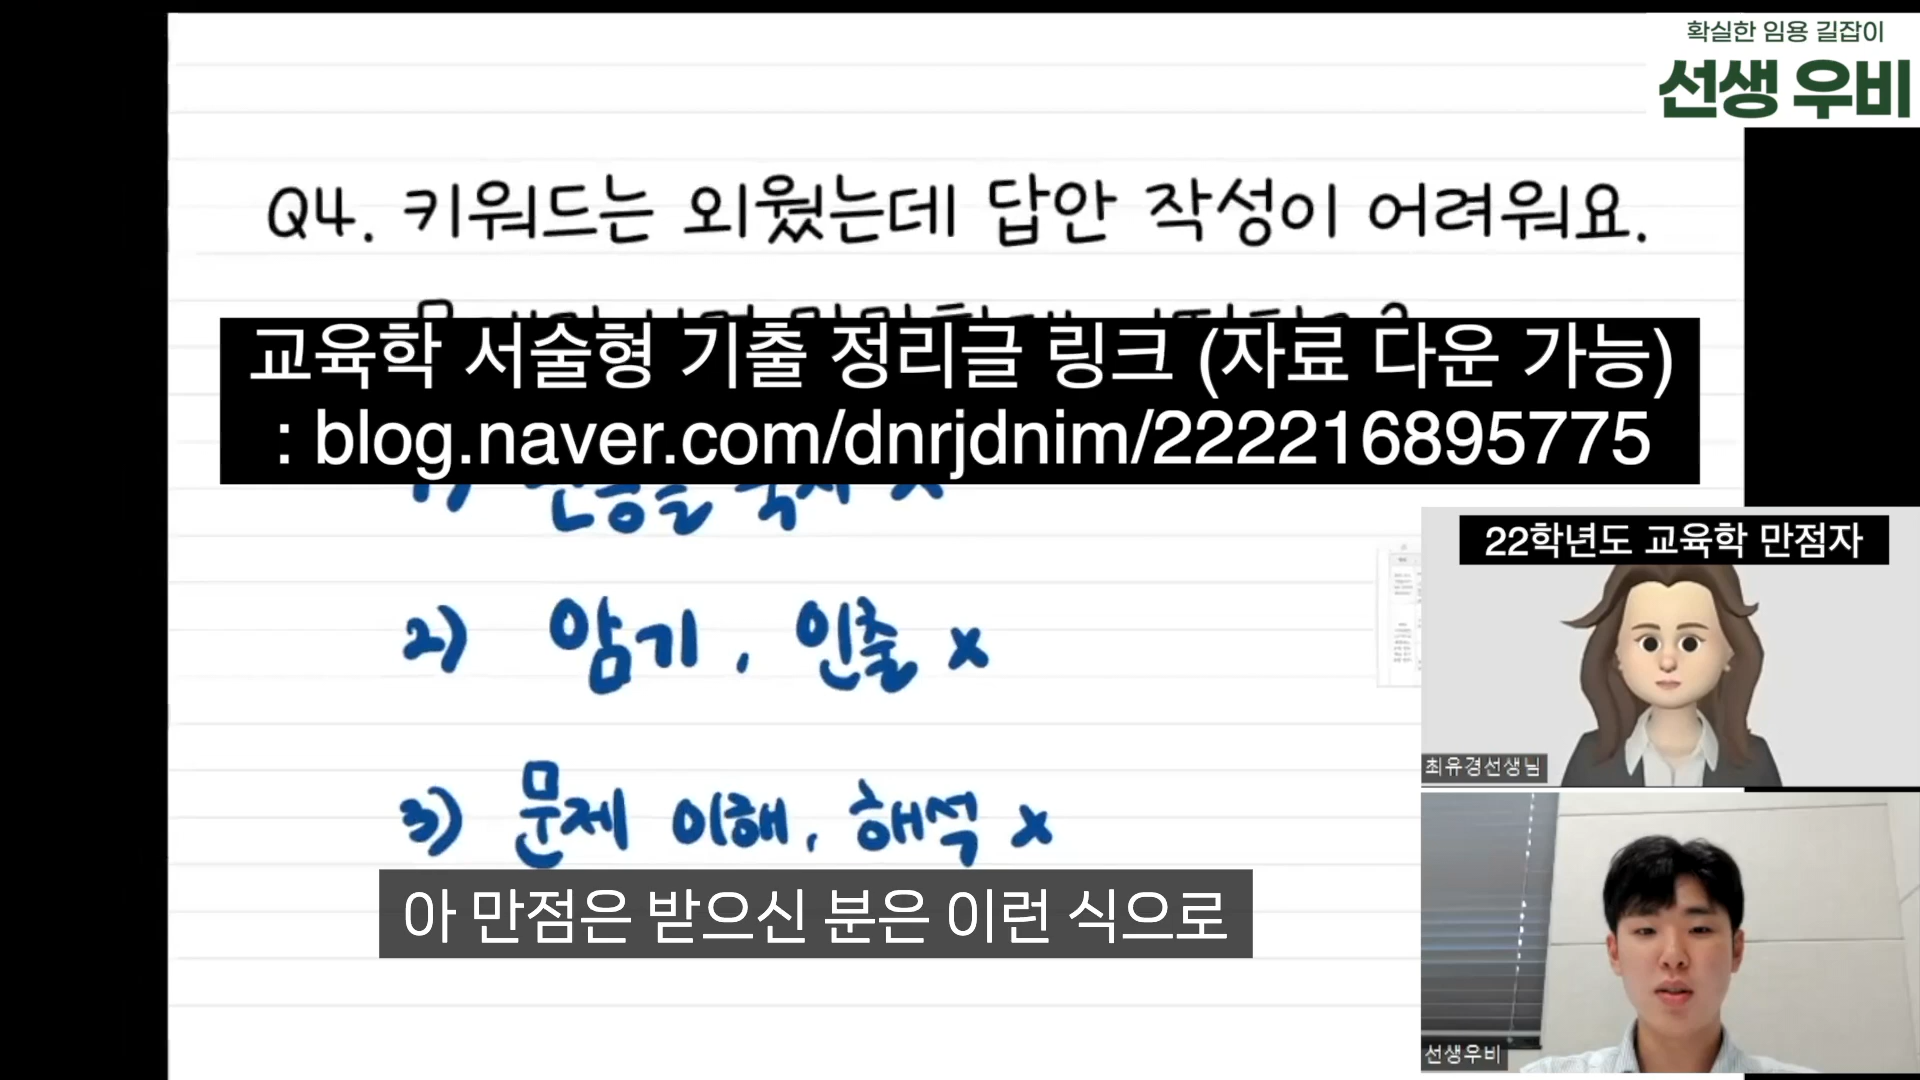 확실한 임용 길잡이
선생 우비
Q4. 키워드는 외웠는데 답안 작성이 어려워요.
교육학 서술형 기출 정리글 링크 (자료 다운 가능)
: blog.naver.com/dnrjdnim/222216895775
22학년도 교육학 만점자
2) 암기, 인출 x
최유경선생님
3) 문제 이해, 해석 x
아 만점은 받으신 분은 이런 식으로
선생우비